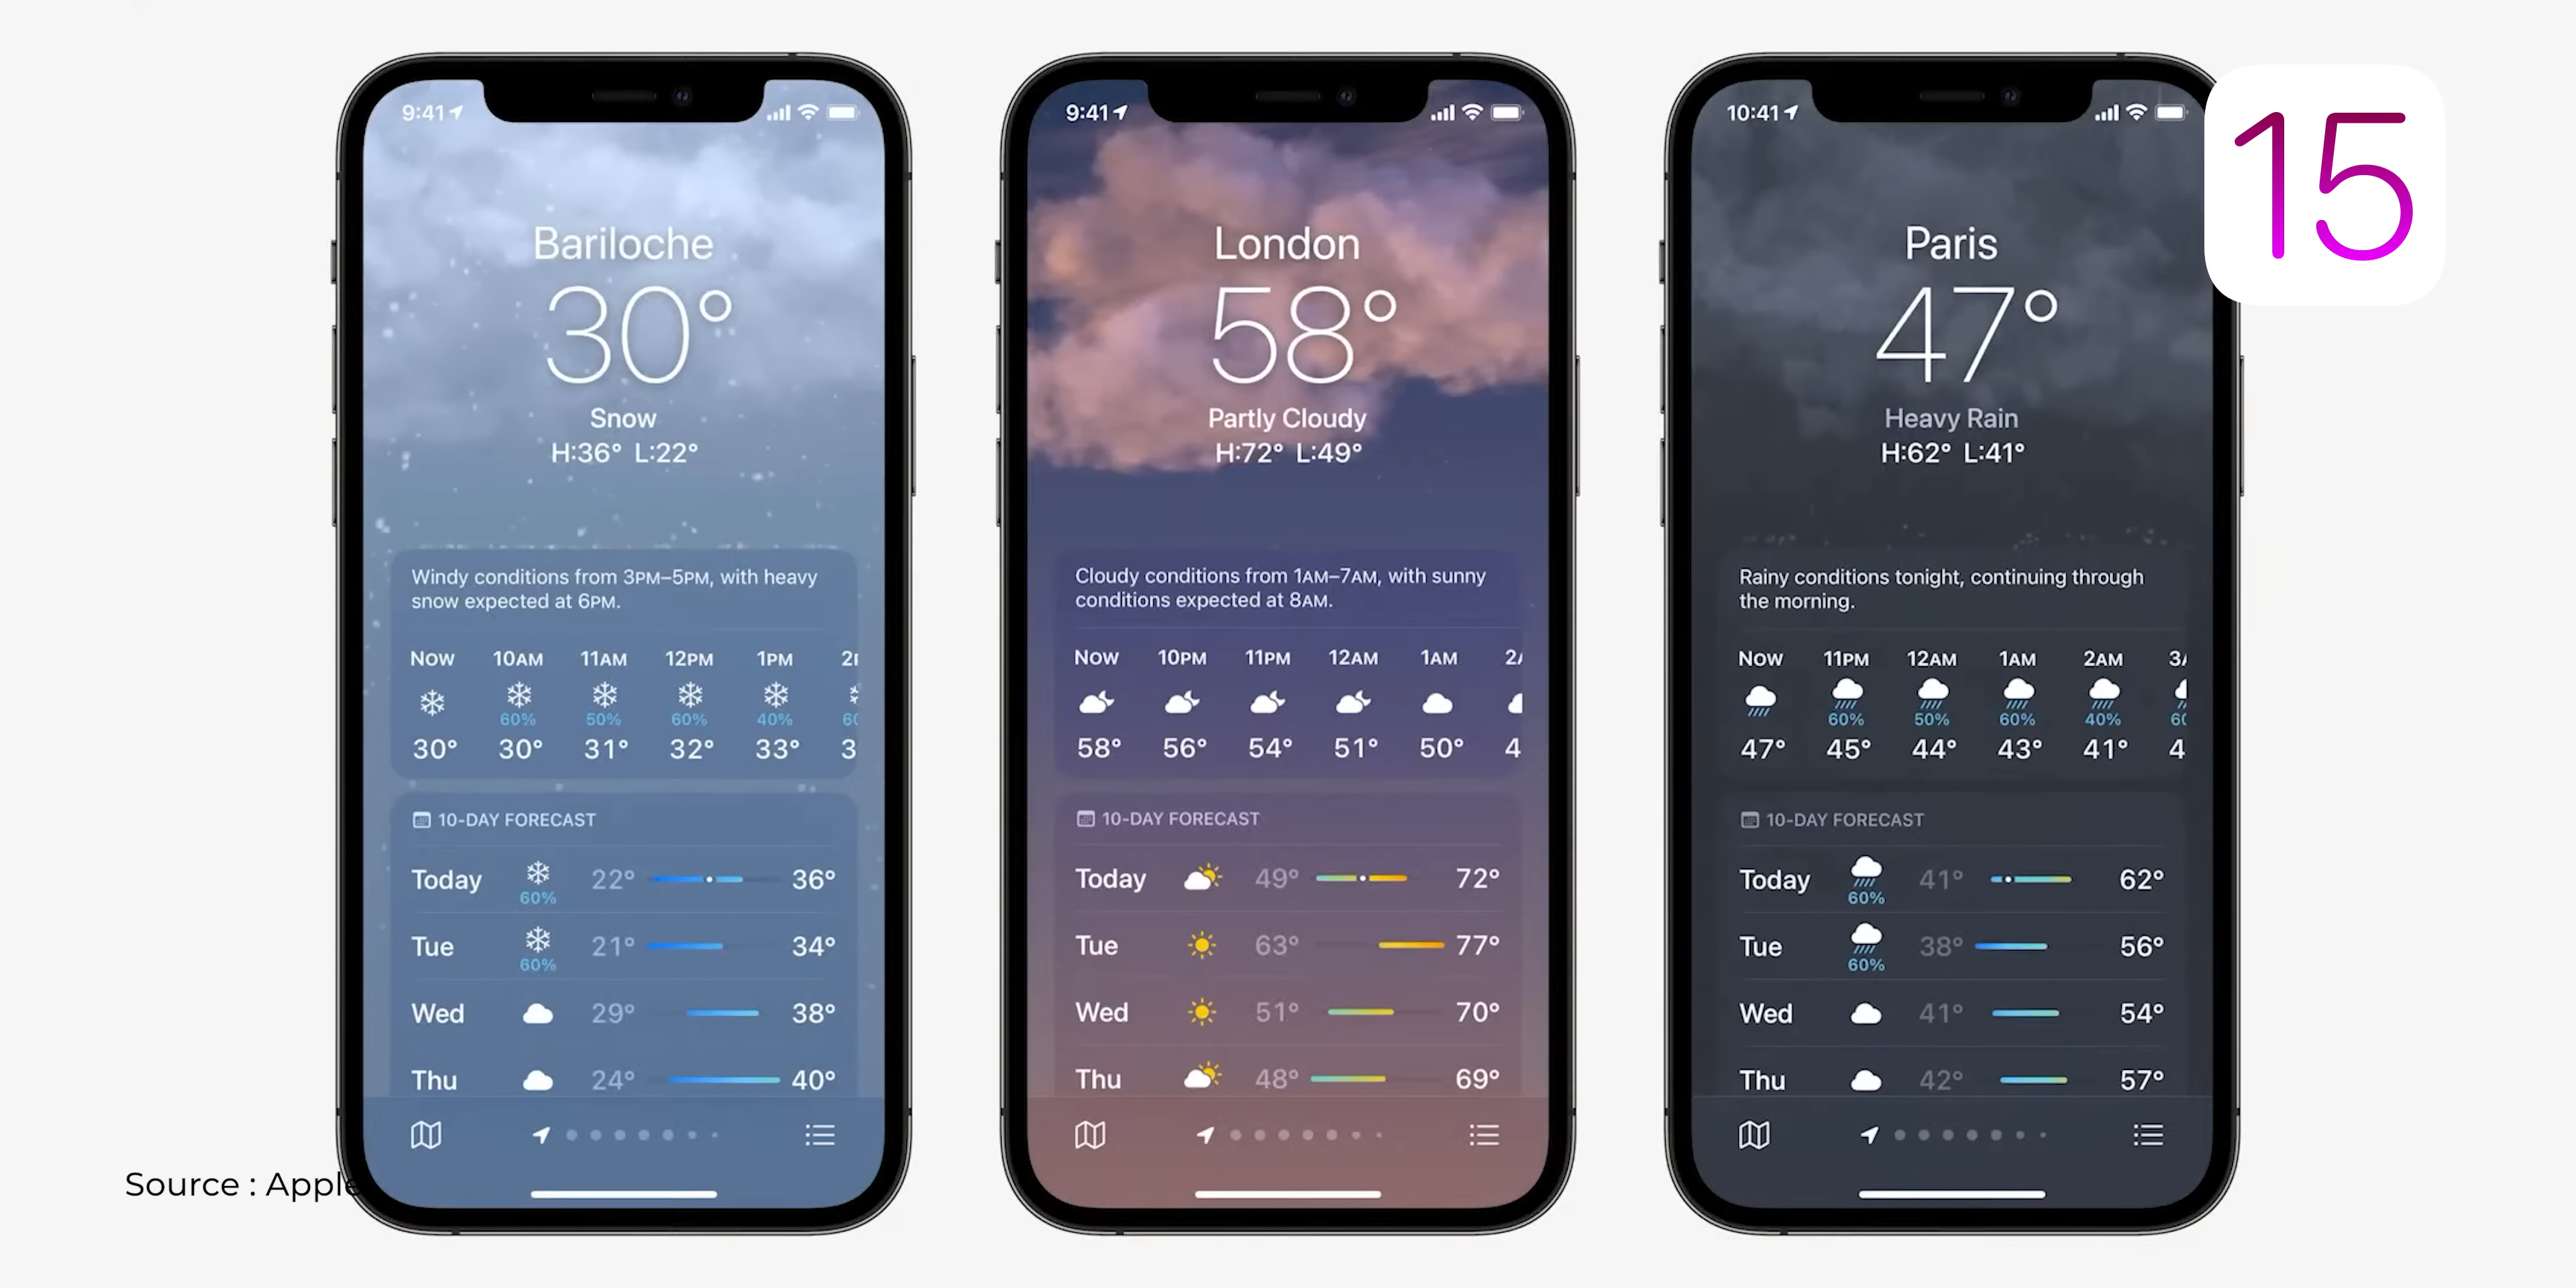 9:41
Bariloche
30°
Snow
H:36° L:22°
Windy conditions from 3PM–5PM, with heavy
snow expected at 6PM.
Now 10AM 11AM 12PM 1PM
60% 50% 60% 40%
30° 30° 31° 32° 33°
10-DAY FORECAST
Today 60% 22° 36°
Tue 60% 21° 34°
Wed 29° 38°
Thu 24° 40°
9:41
London
58°
Partly Cloudy
H:72° L:49°
Cloudy conditions from 1AM–7AM, with sunny
conditions expected at 8AM.
Now 10PM 11PM 12AM 1AM
58° 56° 54° 51° 50°
10-DAY FORECAST
Today 49° 72°
Tue 63° 77°
Wed 51° 70°
Thu 48° 69°
10:41
Paris
47°
Heavy Rain
H:62° L:41°
Rainy conditions tonight, continuing through
the morning.
Now 11PM 12AM 1AM 2AM
60% 50% 60% 40%
47° 45° 44° 43° 41°
10-DAY FORECAST
Today 60% 41° 62°
Tue 60% 38° 56°
Wed 41° 54°
Thu 42° 57°
15
Source : Apple